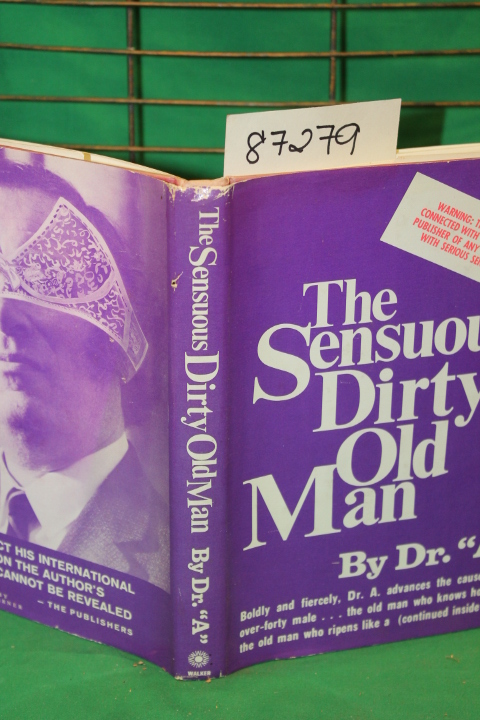 87279
WARNING:
CONNECTED WITH
PUBLISHER OF ANY
WITH SERIOUS
The
Sensuou
Dirty
Old
Man
By Dr. "A
Boldly and fiercely, Dr. A. advances the cause
over-forty male . . . the old man who knows
the old man who ripens like a (continued inside
The Sensuous Dirty Old Man By Dr. "A"
WALKER
CT HIS INTERNATIONAL
ON THE AUTHOR'S
CANNOT BE REVEALED
— THE PUBLISHERS